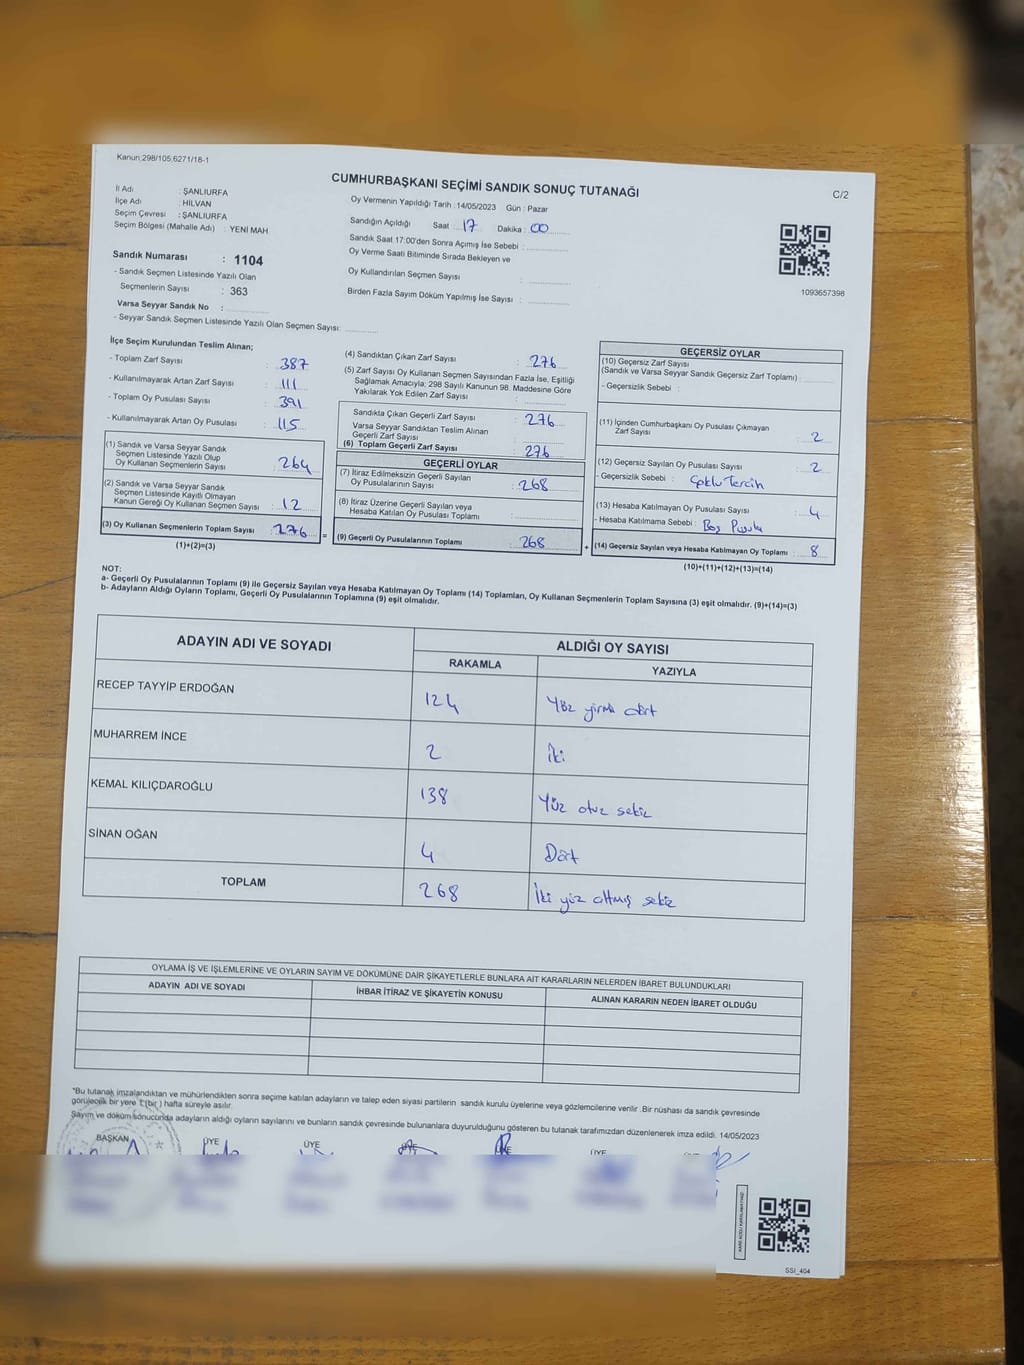 Kanun:298/105;6271/18-1
CUMHURBAŞKANI SEÇİMİ SANDIK SONUÇ TUTANAĞI
C/2
İl Adı : ŞANLIURFA
İlçe Adı : HİLVAN
Seçim Çevresi : ŞANLIURFA
Seçim Bölgesi (Mahalle Adı) : YENİ MAH
Sandık Numarası : 1104
- Sandık Seçmen Listesinde Yazılı Olan
Seçmenlerin Sayısı : 363
Varsa Seyyar Sandık No :
- Seyyar Sandık Seçmen Listesinde Yazılı Olan Seçmen Sayısı:
Oy Vermenin Yapıldığı Tarih : 14/05/2023 Gün : Pazar
Sandığın Açıldığı Saat 17 Dakika : 00
Sandık Saat 17:00'den Sonra Açımış İse Sebebi :
Oy Verme Saati Bitiminde Sırada Bekleyen ve
Oy Kullandırılan Seçmen Sayısı :
Birden Fazla Sayım Döküm Yapılmış İse Sayısı :
1093657398
İlçe Seçim Kurulundan Teslim Alınan;
- Toplam Zarf Sayısı : 387
- Kullanılmayarak Artan Zarf Sayısı : 111
- Toplam Oy Pusulası Sayısı : 391
- Kullanılmayarak Artan Oy Pusulası : 115
(1) Sandık ve Varsa Seyyar Sandık
Seçmen Listesinde Yazılı Olup
Oy Kullanan Seçmenlerin Sayısı : 264
(2) Sandık ve Varsa Seyyar Sandık
Seçmen Listesinde Kayıtlı Olmayan
Kanun Gereği Oy Kullanan Seçmen Sayısı : 12
(3) Oy Kullanan Seçmenlerin Toplam Sayısı : 276
(1)+(2)=(3)
(4) Sandıktan Çıkan Zarf Sayısı : 276
(5) Zarf Sayısı Oy Kullanan Seçmen Sayısından Fazla İse, Eşitliği
Sağlamak Amacıyla; 298 Sayılı Kanunun 98. Maddesine Göre
Yakılarak Yok Edilen Zarf Sayısı :
Sandıkta Çıkan Geçerli Zarf Sayısı : 276
Varsa Seyyar Sandıktan Teslim Alınan
Geçerli Zarf Sayısı :
(6) Toplam Geçerli Zarf Sayısı : 276
GEÇERLİ OYLAR
(7) İtiraz Edilmeksizin Geçerli Sayılan
Oy Pusulalarının Sayısı : 268
(8) İtiraz Üzerine Geçerli Sayılan veya
Hesaba Katılan Oy Pusulası Toplamı :
= (9) Geçerli Oy Pusulalarının Toplamı : 268
GEÇERSİZ OYLAR
(10) Geçersiz Zarf Sayısı
(Sandık ve Varsa Seyyar Sandık Geçersiz Zarf Toplamı) :
- Geçersizlik Sebebi :
(11) İçinden Cumhurbaşkanı Oy Pusulası Çıkmayan
Zarf Sayısı : 2
(12) Geçersiz Sayılan Oy Pusulası Sayısı : 2
- Geçersizlik Sebebi : Çoklu Tercih
(13) Hesaba Katılmayan Oy Pusulası Sayısı : 4
- Hesaba Katılmama Sebebi : Boş Pusula
+ (14) Geçersiz Sayılan veya Hesaba Katılmayan Oy Toplamı : 8
(10)+(11)+(12)+(13)=(14)
NOT:
a- Geçerli Oy Pusulalarının Toplamı (9) ile Geçersiz Sayılan veya Hesaba Katılmayan Oy Toplamı (14) Toplamları, Oy Kullanan Seçmenlerin Toplam Sayısına (3) eşit olmalıdır. (9)+(14)=(3)
b- Adayların Aldığı Oyların Toplamı, Geçerli Oy Pusulalarının Toplamına (9) eşit olmalıdır.
ADAYIN ADI VE SOYADI ALDIĞI OY SAYISI
RAKAMLA YAZIYLA
RECEP TAYYİP ERDOĞAN 124 Yüz yirmi dört
MUHARREM İNCE 2 İki
KEMAL KILIÇDAROĞLU 138 Yüz otuz sekiz
SİNAN OĞAN 4 Dört
TOPLAM 268 İki yüz altmış sekiz
OYLAMA İŞ VE İŞLEMLERİNE VE OYLARIN SAYIM VE DÖKÜMÜNE DAİR ŞİKAYETLERLE BUNLARA AİT KARARLARIN NELERDEN İBARET BULUNDUKLARI
ADAYIN ADI VE SOYADI İHBAR İTİRAZ VE ŞİKAYETİN KONUSU ALINAN KARARIN NEDEN İBARET OLDUĞU
*Bu tutanak imzalandıktan ve mühürlendikten sonra seçime katılan adayların ve talep eden siyasi partilerin sandık kurulu üyelerine veya gözlemcilerine verilir. Bir nüshası da sandık çevresinde
görülecek bir yere 1 (bir ) hafta süreyle asılır.
Sayım ve döküm sonucunda adayların aldığı oyların sayılarını ve bunların sandık çevresinde bulunanlara duyurulduğunu gösteren bu tutanak tarafımızdan düzenlenerek imza edildi. 14/05/2023
BAŞKAN ÜYE ÜYE ÜYE ÜYE ÜYE
SSI_404